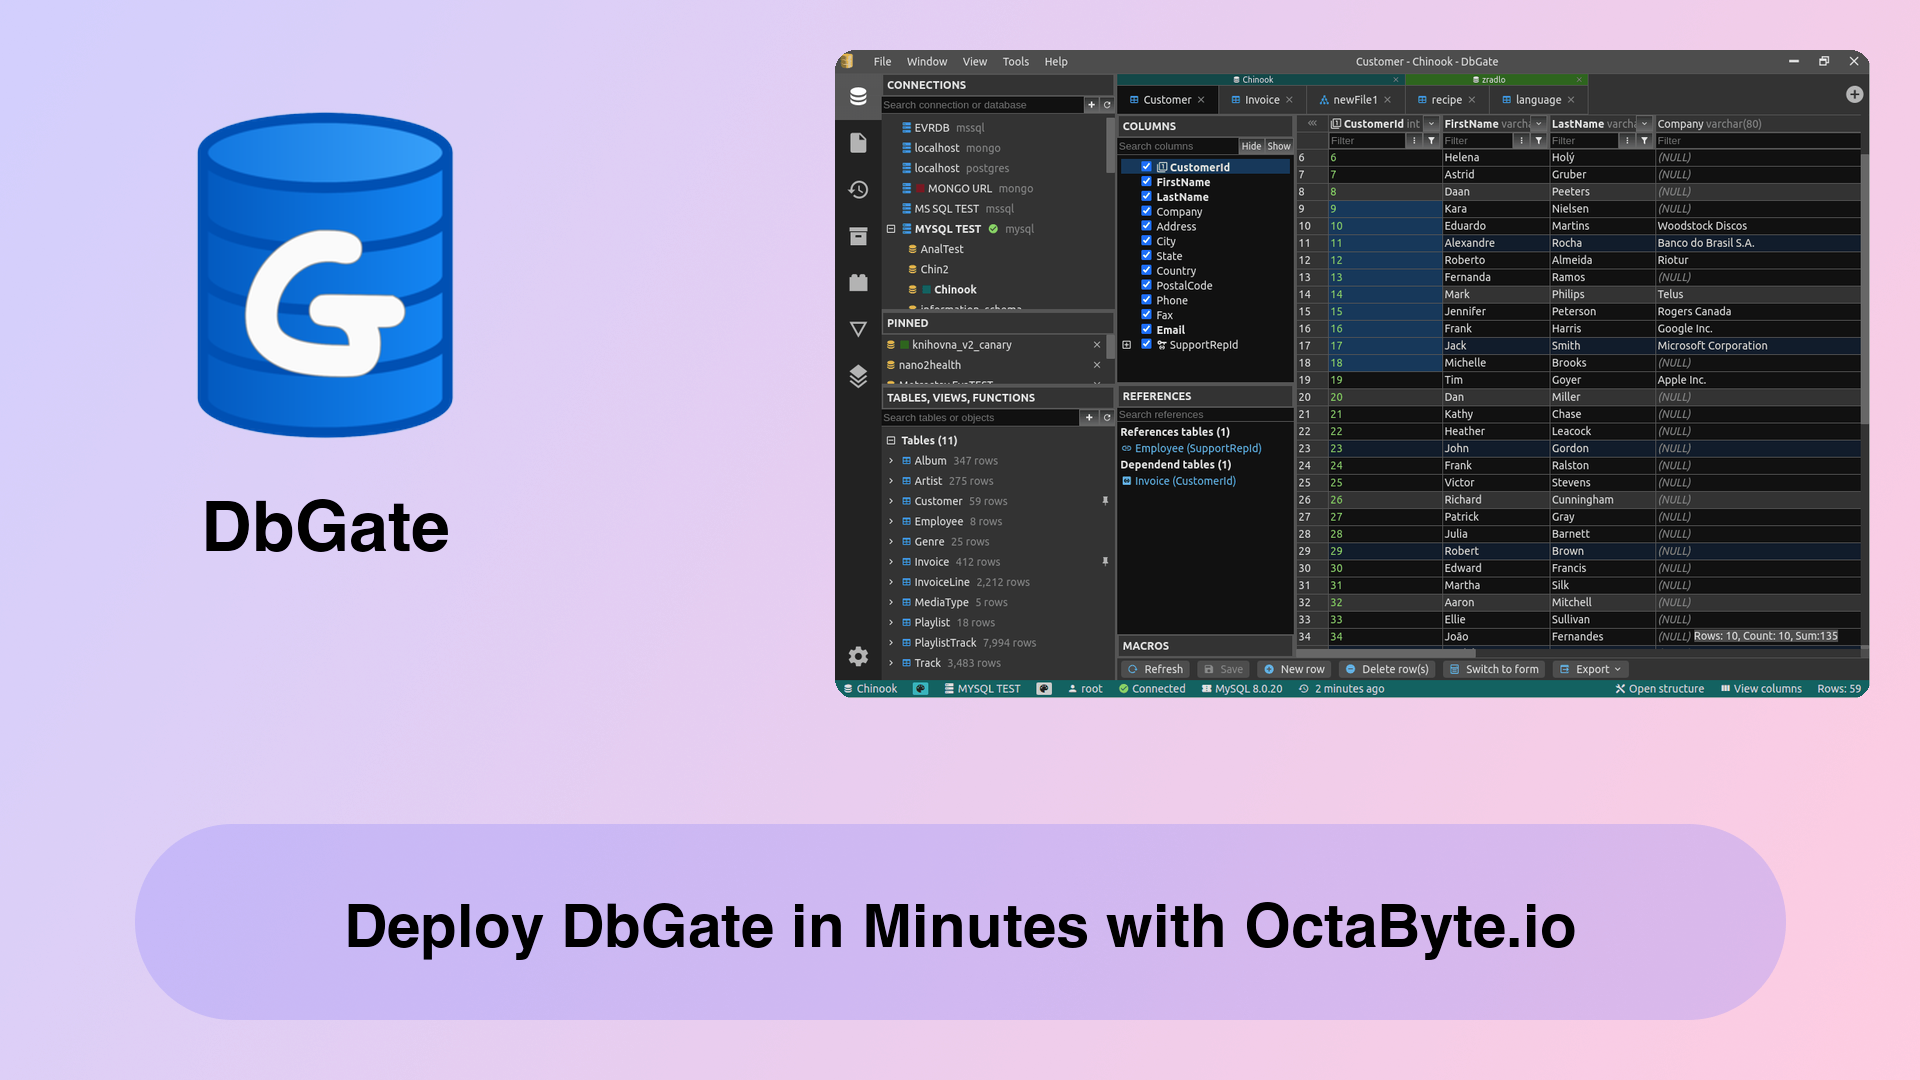 DbGate
File Window View Tools Help
Customer - Chinook - DbGate
CONNECTIONS
Search connection or database
EVRDB mssql
localhost mongo
localhost postgres
MONGO URL mongo
MS SQL TEST mssql
MYSQL TEST mysql
AnalTest
Chin2
Chinook
PINNED
knihovna_v2_canary
nano2health
TABLES, VIEWS, FUNCTIONS
Search tables or objects
Tables (11)
Album 347 rows
Artist 275 rows
Customer 59 rows
Employee 8 rows
Genre 25 rows
Invoice 412 rows
InvoiceLine 2,212 rows
MediaType 5 rows
Playlist 18 rows
PlaylistTrack 7,994 rows
Track 3,483 rows
Chinook zradlo
Customer Invoice newFile1 recipe language
COLUMNS
Search columns Hide Show
CustomerId
FirstName
LastName
Company
Address
City
State
Country
PostalCode
Phone
Fax
Email
SupportRepId
REFERENCES
Search references
References tables (1)
Employee (SupportRepId)
Dependend tables (1)
Invoice (CustomerId)
MACROS
CustomerId int FirstName varcha LastName varcha Company varchar(80)
Filter Filter Filter Filter
6 6 Helena Holý (NULL)
7 7 Astrid Gruber (NULL)
8 8 Daan Peeters (NULL)
9 9 Kara Nielsen (NULL)
10 10 Eduardo Martins Woodstock Discos
11 11 Alexandre Rocha Banco do Brasil S.A.
12 12 Roberto Almeida Riotur
13 13 Fernanda Ramos (NULL)
14 14 Mark Philips Telus
15 15 Jennifer Peterson Rogers Canada
16 16 Frank Harris Google Inc.
17 17 Jack Smith Microsoft Corporation
18 18 Michelle Brooks (NULL)
19 19 Tim Goyer Apple Inc.
20 20 Dan Miller (NULL)
21 21 Kathy Chase (NULL)
22 22 Heather Leacock (NULL)
23 23 John Gordon (NULL)
24 24 Frank Ralston (NULL)
25 25 Victor Stevens (NULL)
26 26 Richard Cunningham (NULL)
27 27 Patrick Gray (NULL)
28 28 Julia Barnett (NULL)
29 29 Robert Brown (NULL)
30 30 Edward Francis (NULL)
31 31 Martha Silk (NULL)
32 32 Aaron Mitchell (NULL)
33 33 Ellie Sullivan (NULL)
34 34 João Fernandes (NULL) Rows: 10, Count: 10, Sum:135
Refresh Save New row Delete row(s) Switch to form Export
Chinook MYSQL TEST root Connected MySQL 8.0.20 2 minutes ago Open structure View columns Rows: 59
Deploy DbGate in Minutes with OctaByte.io